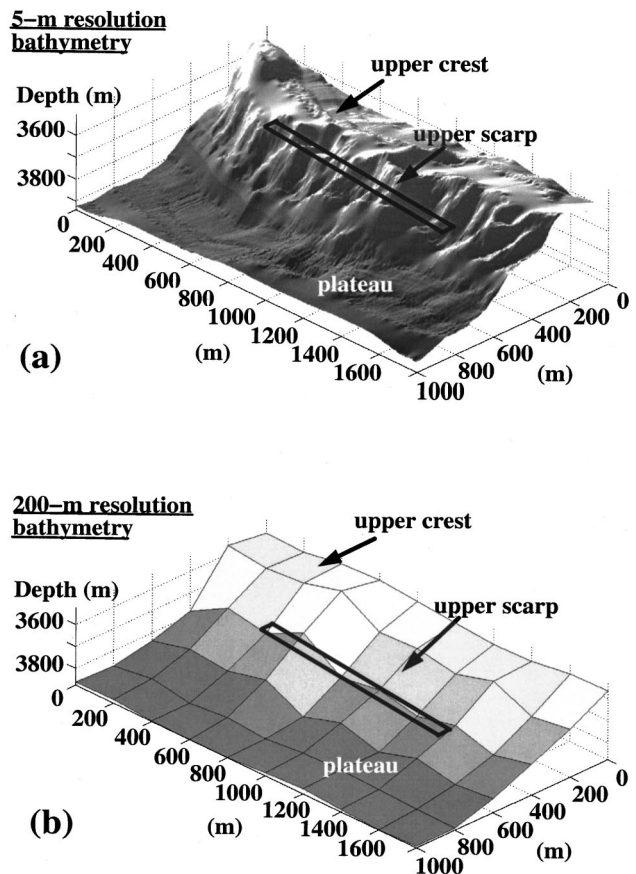 5-m resolution
bathymetry
upper crest
Depth (m)
upper scarp
3600
3800
0
200
400
600
800
1000
1200
1400
1600
(m)
plateau
0
200
400
600
800
1000
(m)
(a)
200-m resolution
bathymetry
upper crest
Depth (m)
upper scarp
3600
3800
0
200
400
600
800
1000
1200
1400
1600
(m)
plateau
0
200
400
600
800
1000
(m)
(b)